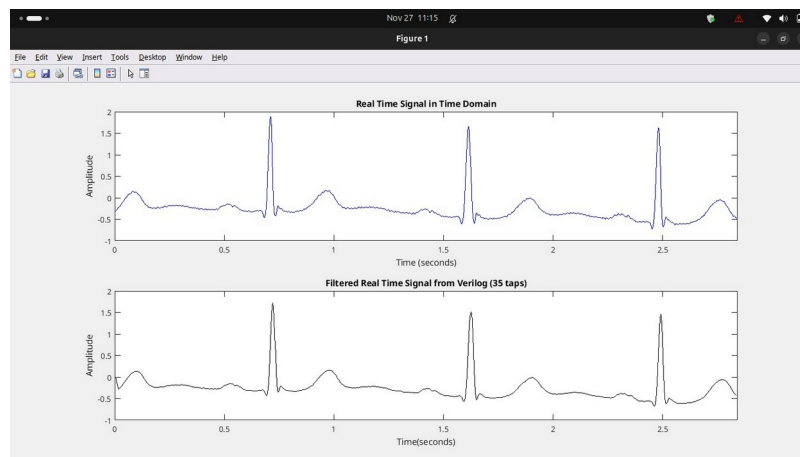 Nov 27 11:15
Figure 1
File Edit View Insert Tools Desktop Window Help
Real Time Signal in Time Domain
2
1.5
1
0.5
0
-0.5
-1
Amplitude
0 0.5 1 1.5 2 2.5
Time (seconds)
Filtered Real Time Signal from Verilog (35 taps)
2
1.5
1
0.5
0
-0.5
-1
Amplitude
0 0.5 1 1.5 2 2.5
Time(seconds)